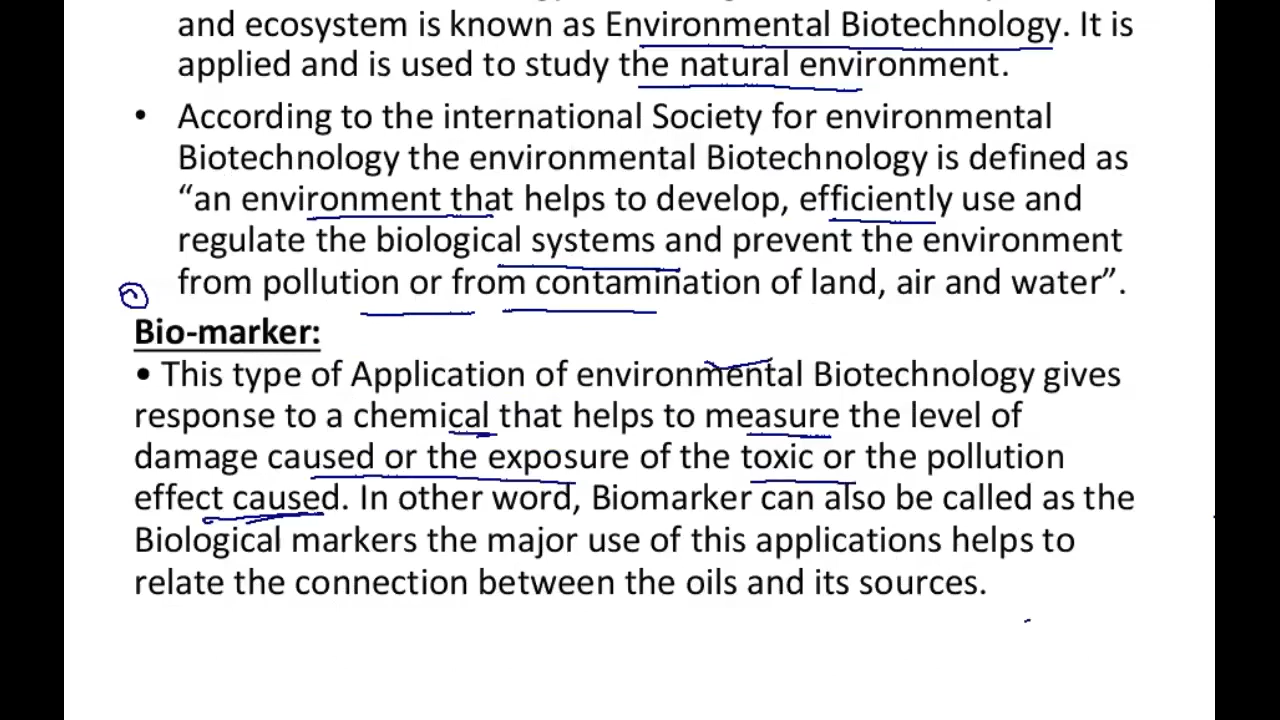 and ecosystem is known as Environmental Biotechnology. It is
applied and is used to study the natural environment.
• According to the international Society for environmental
Biotechnology the environmental Biotechnology is defined as
“an environment that helps to develop, efficiently use and
regulate the biological systems and prevent the environment
from pollution or from contamination of land, air and water”.
Bio-marker:
• This type of Application of environmental Biotechnology gives
response to a chemical that helps to measure the level of
damage caused or the exposure of the toxic or the pollution
effect caused. In other word, Biomarker can also be called as the
Biological markers the major use of this applications helps to
relate the connection between the oils and its sources.